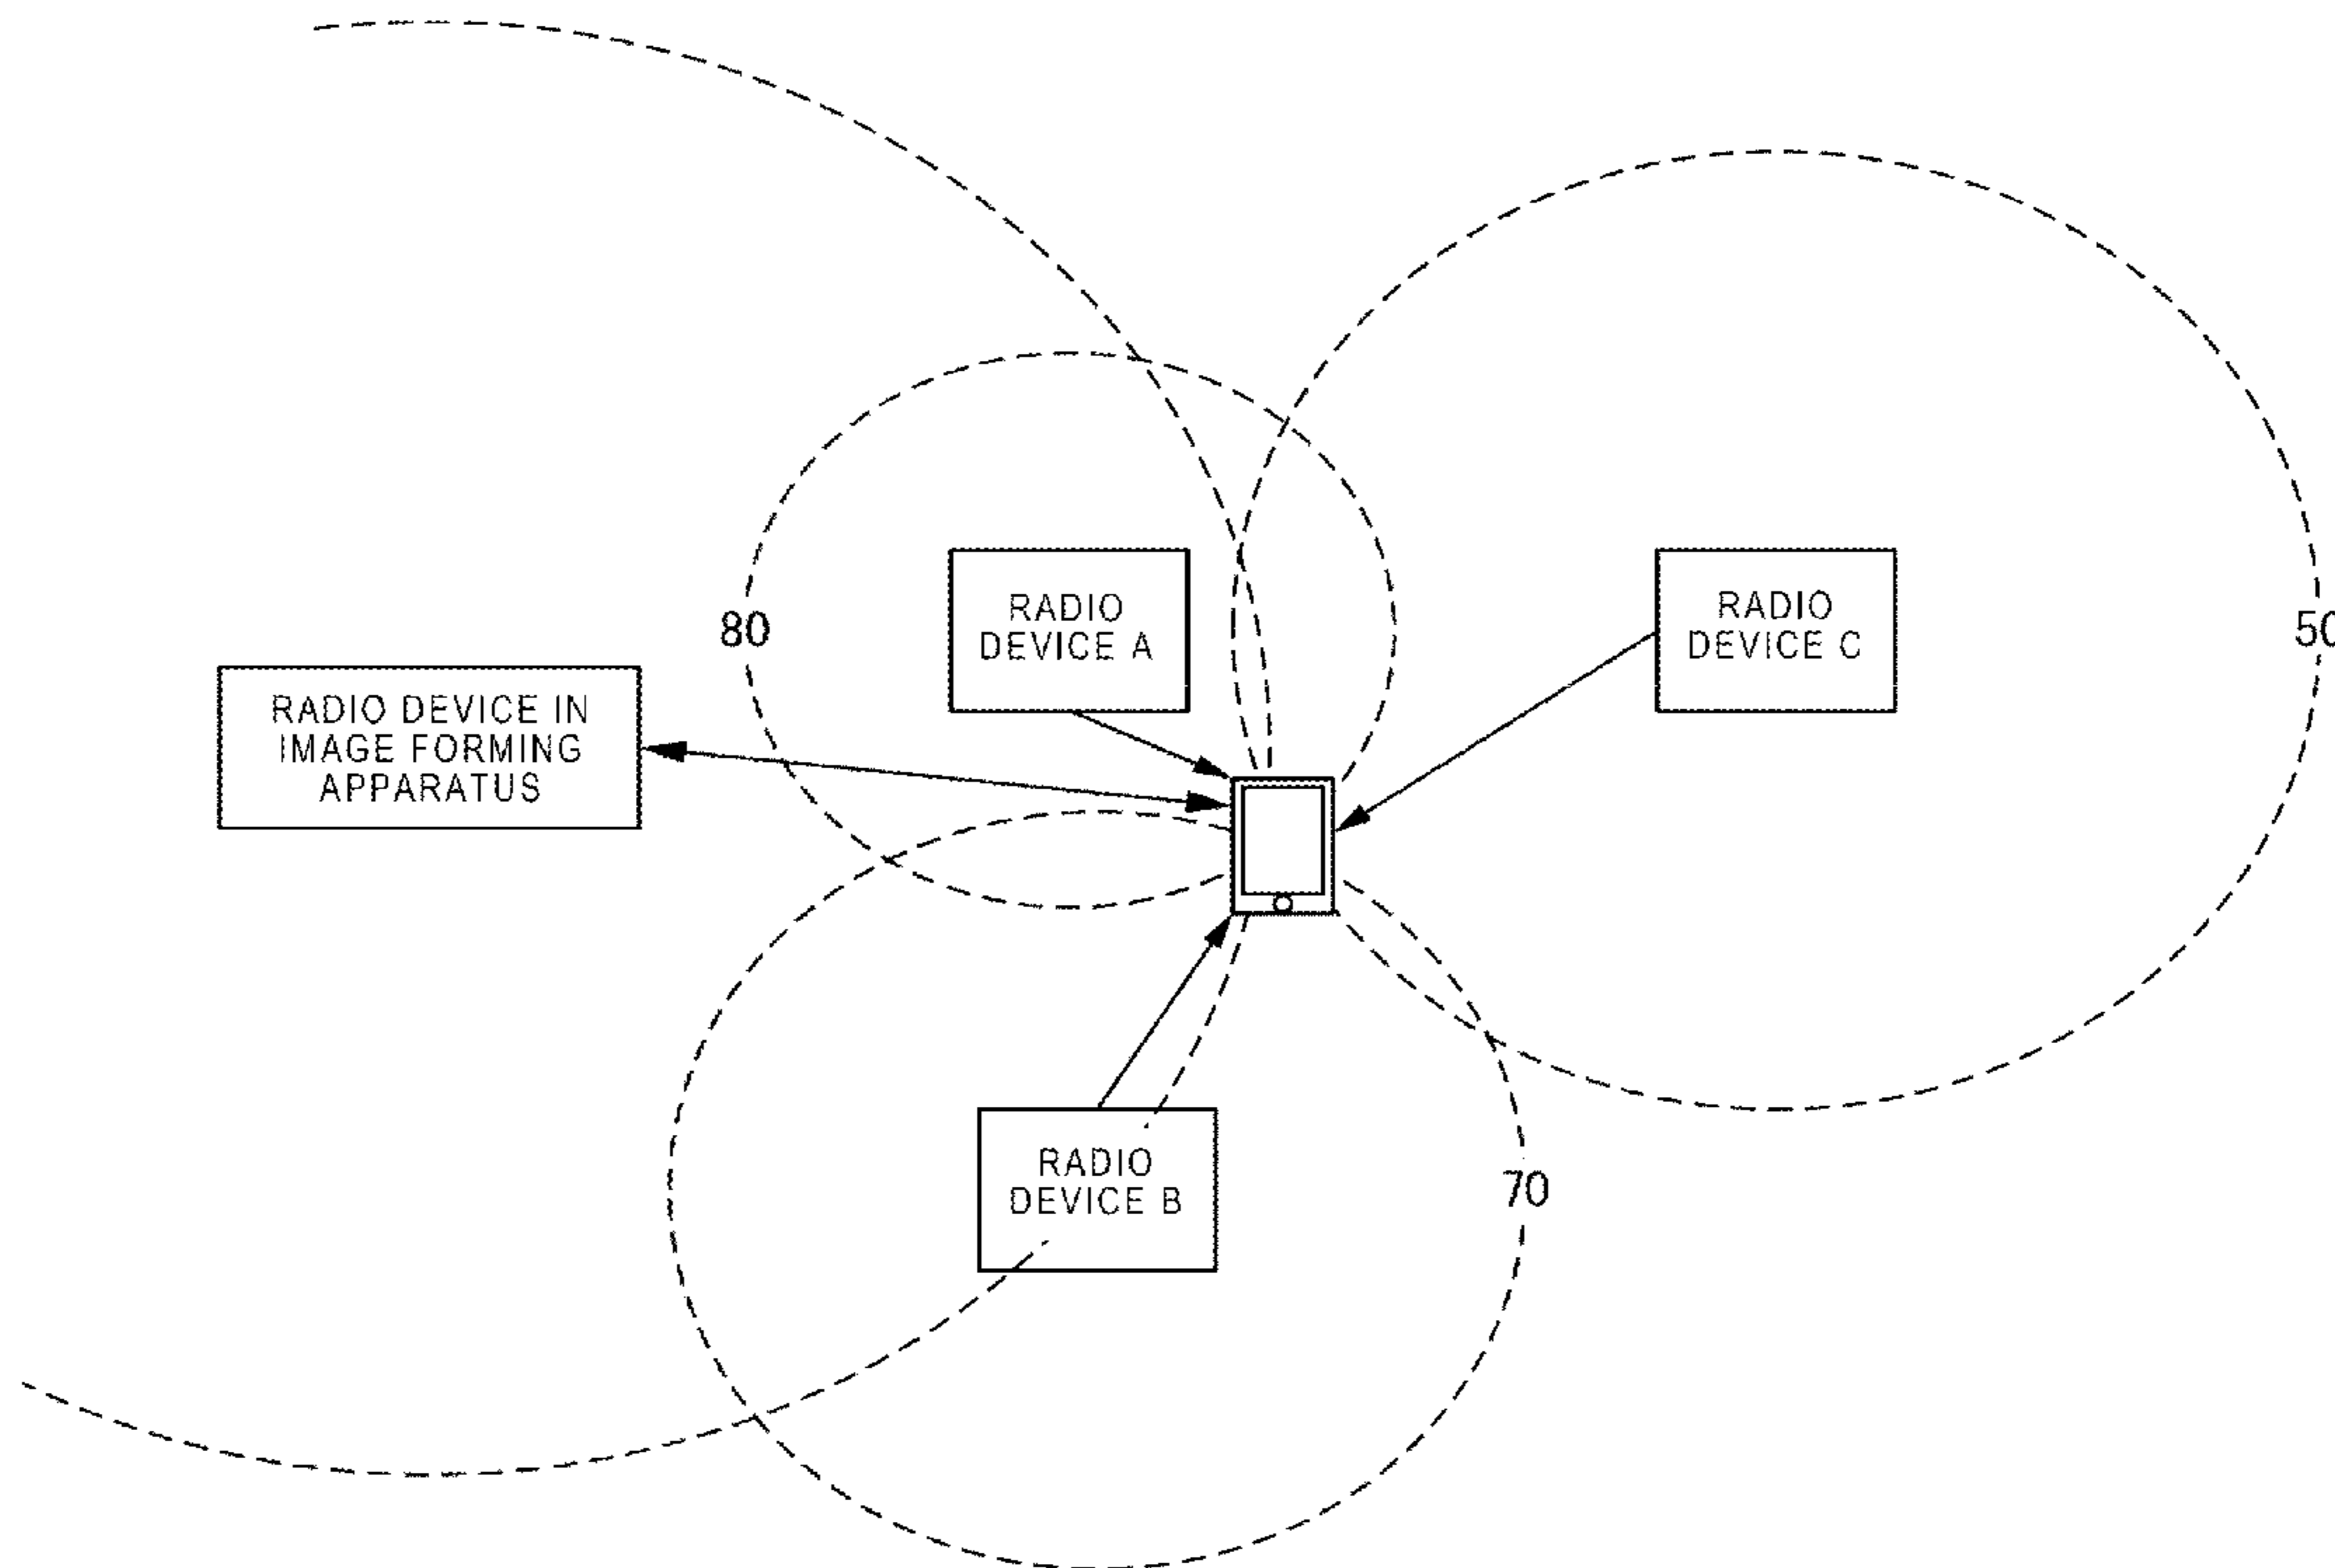 RADIO
DEVICE A
RADIO
DEVICE C
80
50
RADIO DEVICE IN
IMAGE FORMING
APPARATUS
RADIO
DEVICE B
70